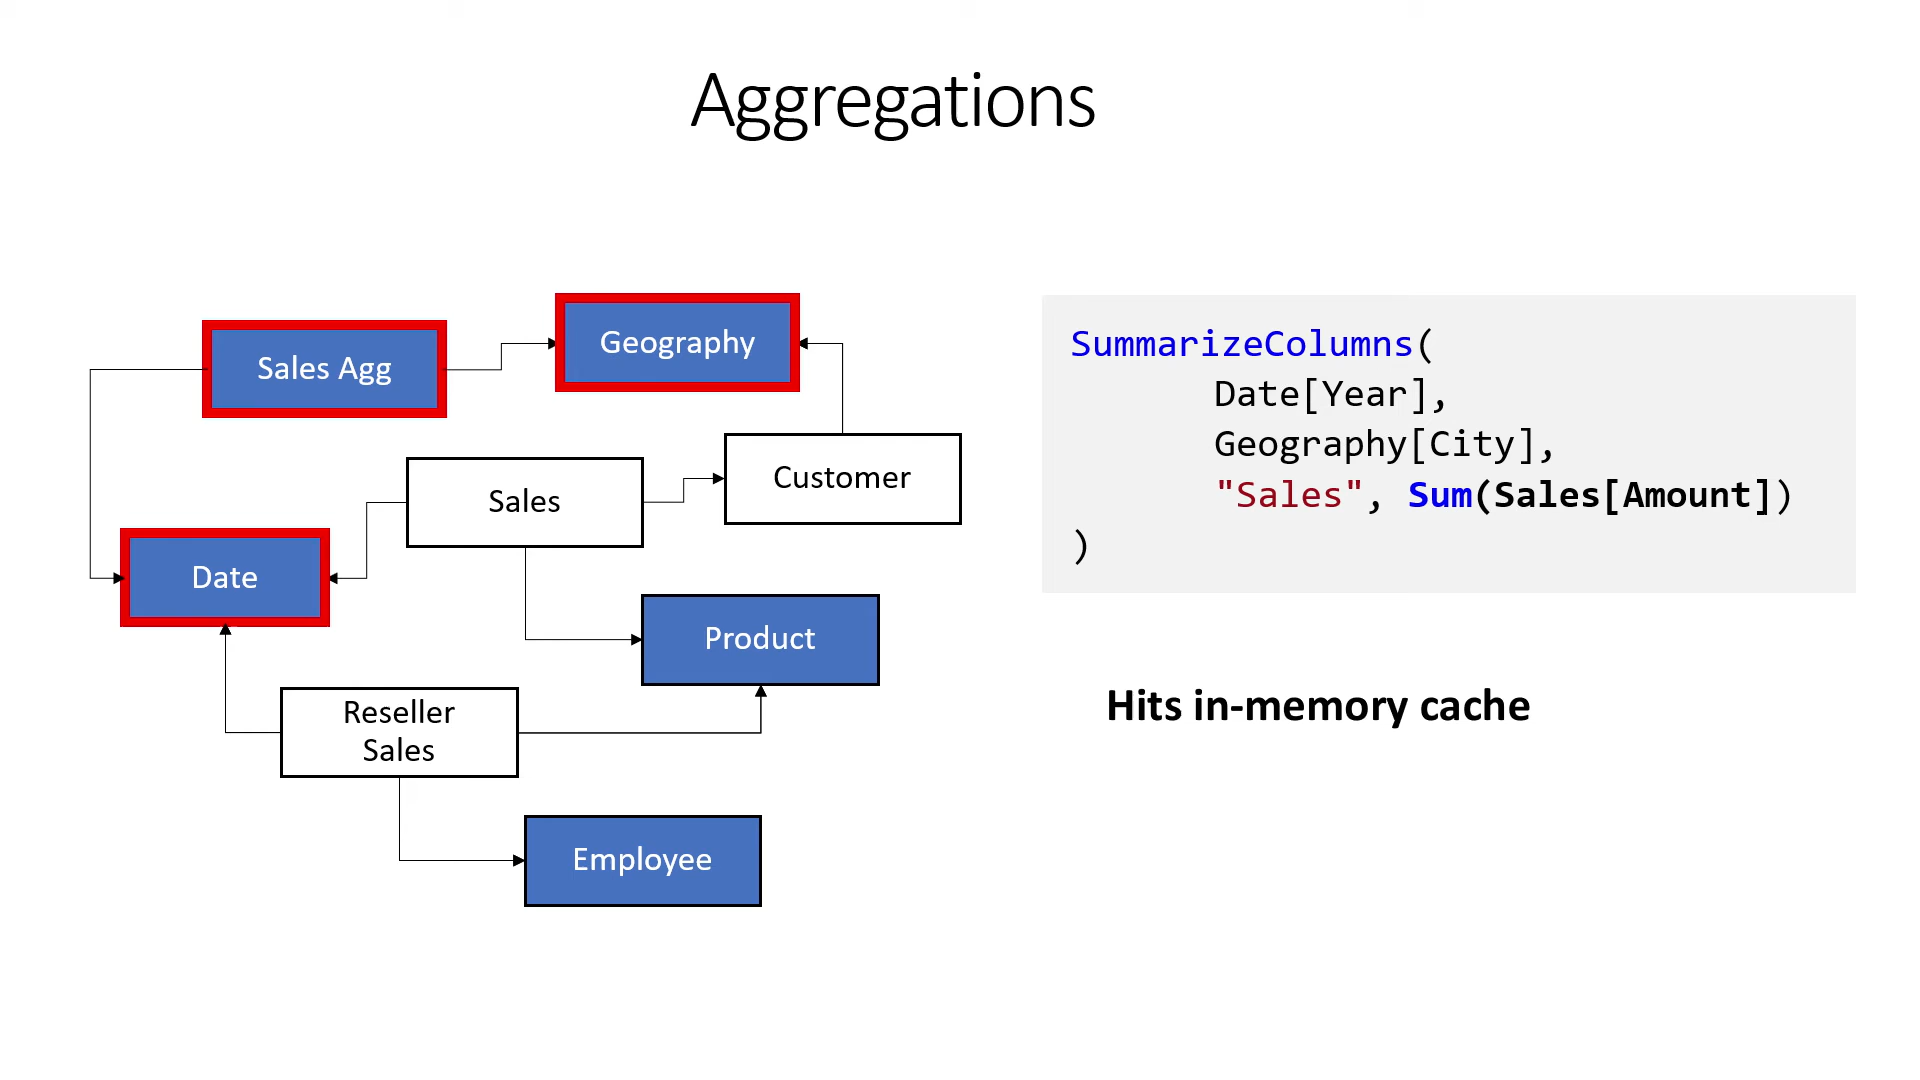 Aggregations
Sales Agg
Geography
Customer
Sales
Date
Product
Reseller
Sales
Employee
SummarizeColumns(
Date[Year],
Geography[City],
"Sales", Sum(Sales[Amount])
)
Hits in-memory cache